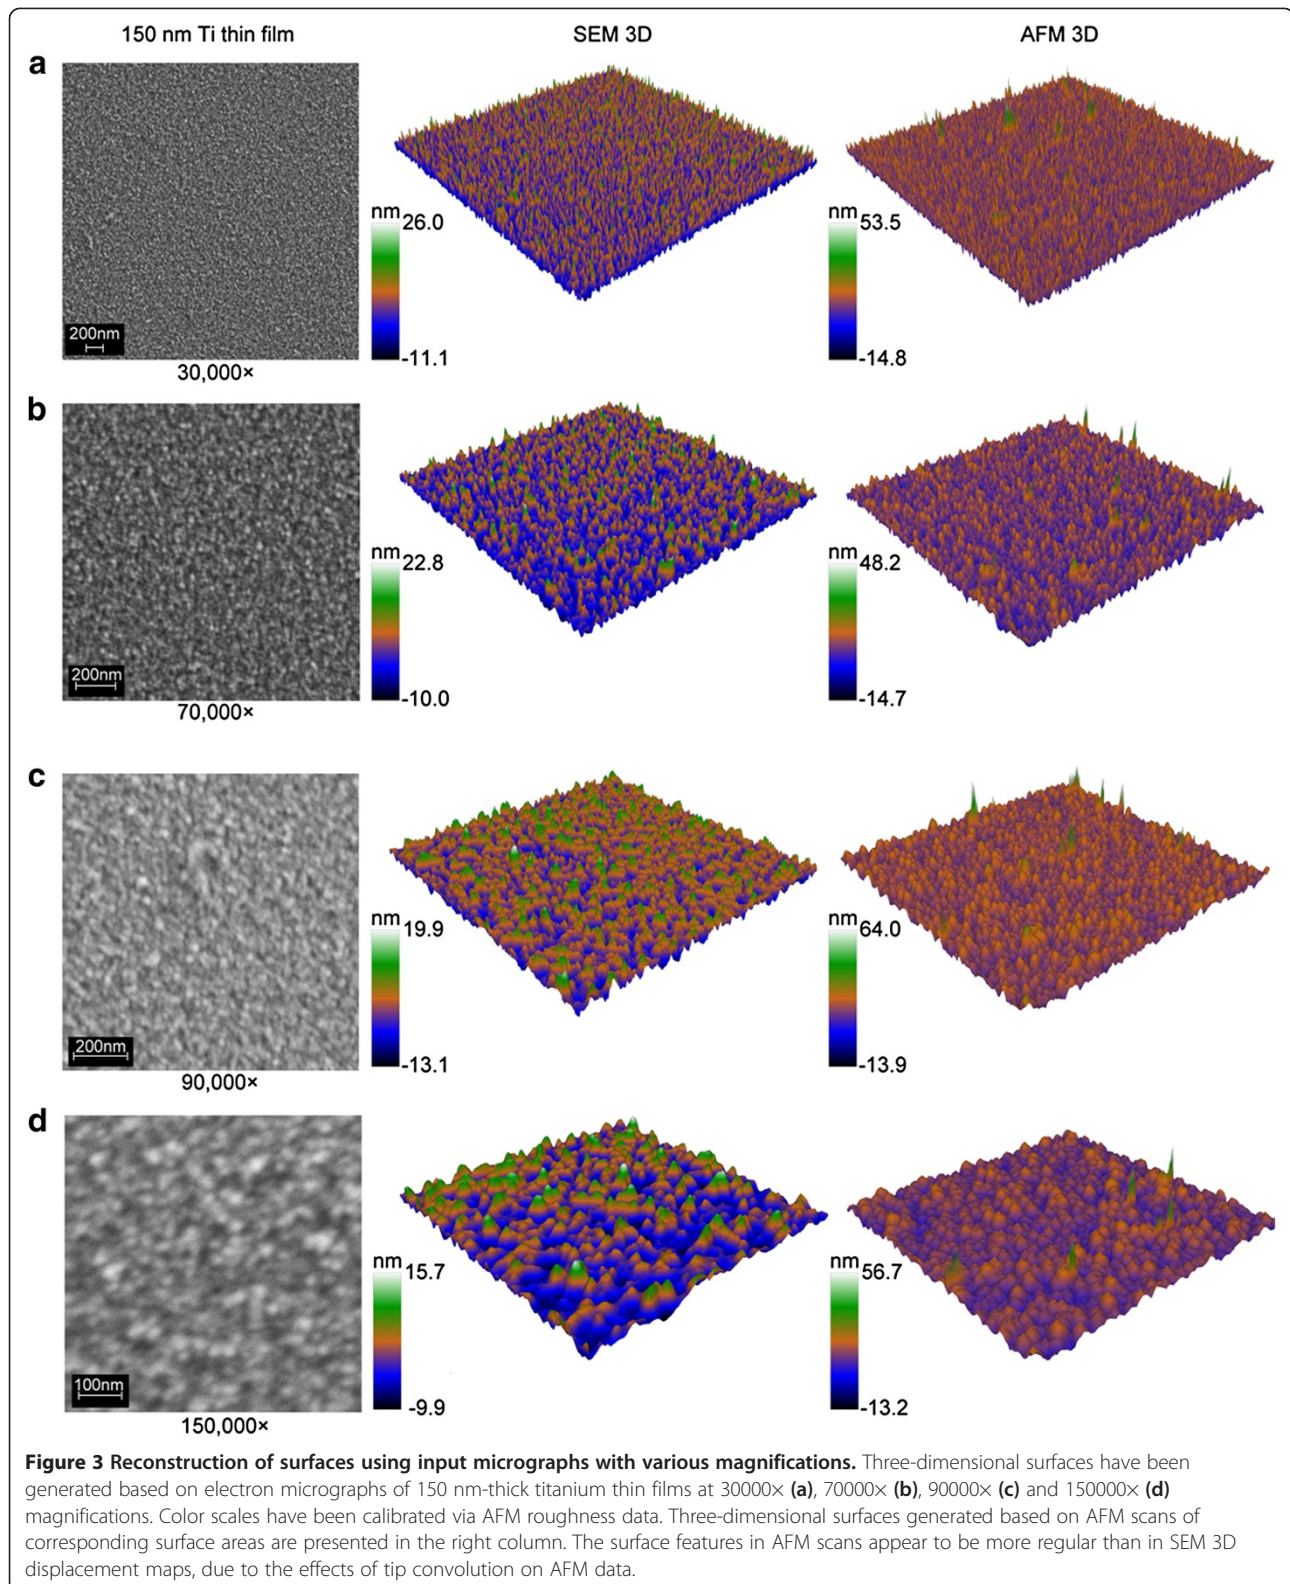 150 nm Ti thin film SEM 3D AFM 3D
a
nm 26.0 nm 53.5
200nm
-11.1 -14.8
30,000×
b
nm 22.8 nm 48.2
200nm
-10.0 -14.7
70,000×
c
nm 19.9 nm 64.0
200nm
-13.1 -13.9
90,000×
d
nm 15.7 nm 56.7
100nm
-9.9 -13.2
150,000×
Figure 3 Reconstruction of surfaces using input micrographs with various magnifications. Three-dimensional surfaces have been
generated based on electron micrographs of 150 nm-thick titanium thin films at 30000× (a), 70000× (b), 90000× (c) and 150000× (d)
magnifications. Color scales have been calibrated via AFM roughness data. Three-dimensional surfaces generated based on AFM scans of
corresponding surface areas are presented in the right column. The surface features in AFM scans appear to be more regular than in SEM 3D
displacement maps, due to the effects of tip convolution on AFM data.